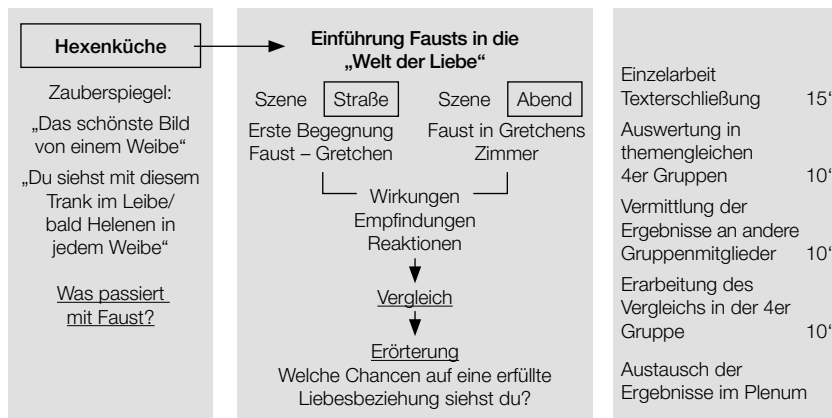 Hexenküche
Zauberspiegel:
„Das schönste Bild
von einem Weibe“
„Du siehst mit diesem
Trank im Leibe/
bald Helenen in
jedem Weibe“
Was passiert
mit Faust?
Einführung Fausts in die
„Welt der Liebe“
Szene Straße Szene Abend
Erste Begegnung Faust in Gretchens
Faust – Gretchen Zimmer
Wirkungen
Empfindungen
Reaktionen
Vergleich
Erörterung
Welche Chancen auf eine erfüllte
Liebesbeziehung siehst du?
Einzelarbeit
Texterschließung 15‘
Auswertung in
themengleichen
4er Gruppen 10‘
Vermittlung der
Ergebnisse an andere
Gruppenmitglieder 10‘
Erarbeitung des
Vergleichs in der 4er
Gruppe 10‘
Austausch der
Ergebnisse im Plenum